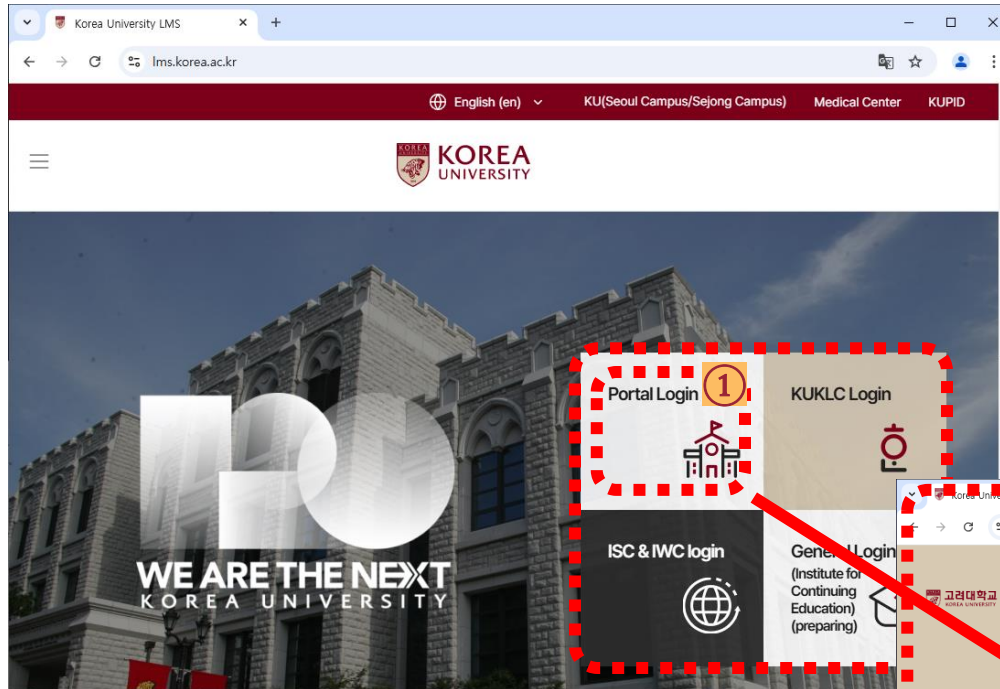 Korea University LMS
lms.korea.ac.kr
English (en)
KU(Seoul Campus/Sejong Campus)
Medical Center
KUPID
KOREA
UNIVERSITY
Portal Login
①
KUKLC Login
WE ARE THE NEXT
KOREA UNIVERSITY
ISC & IWC login
General Login
(Institute for
Continuing
Education)
(preparing)
Korea Unive
고려대학교
KOREA UNIVERSITY